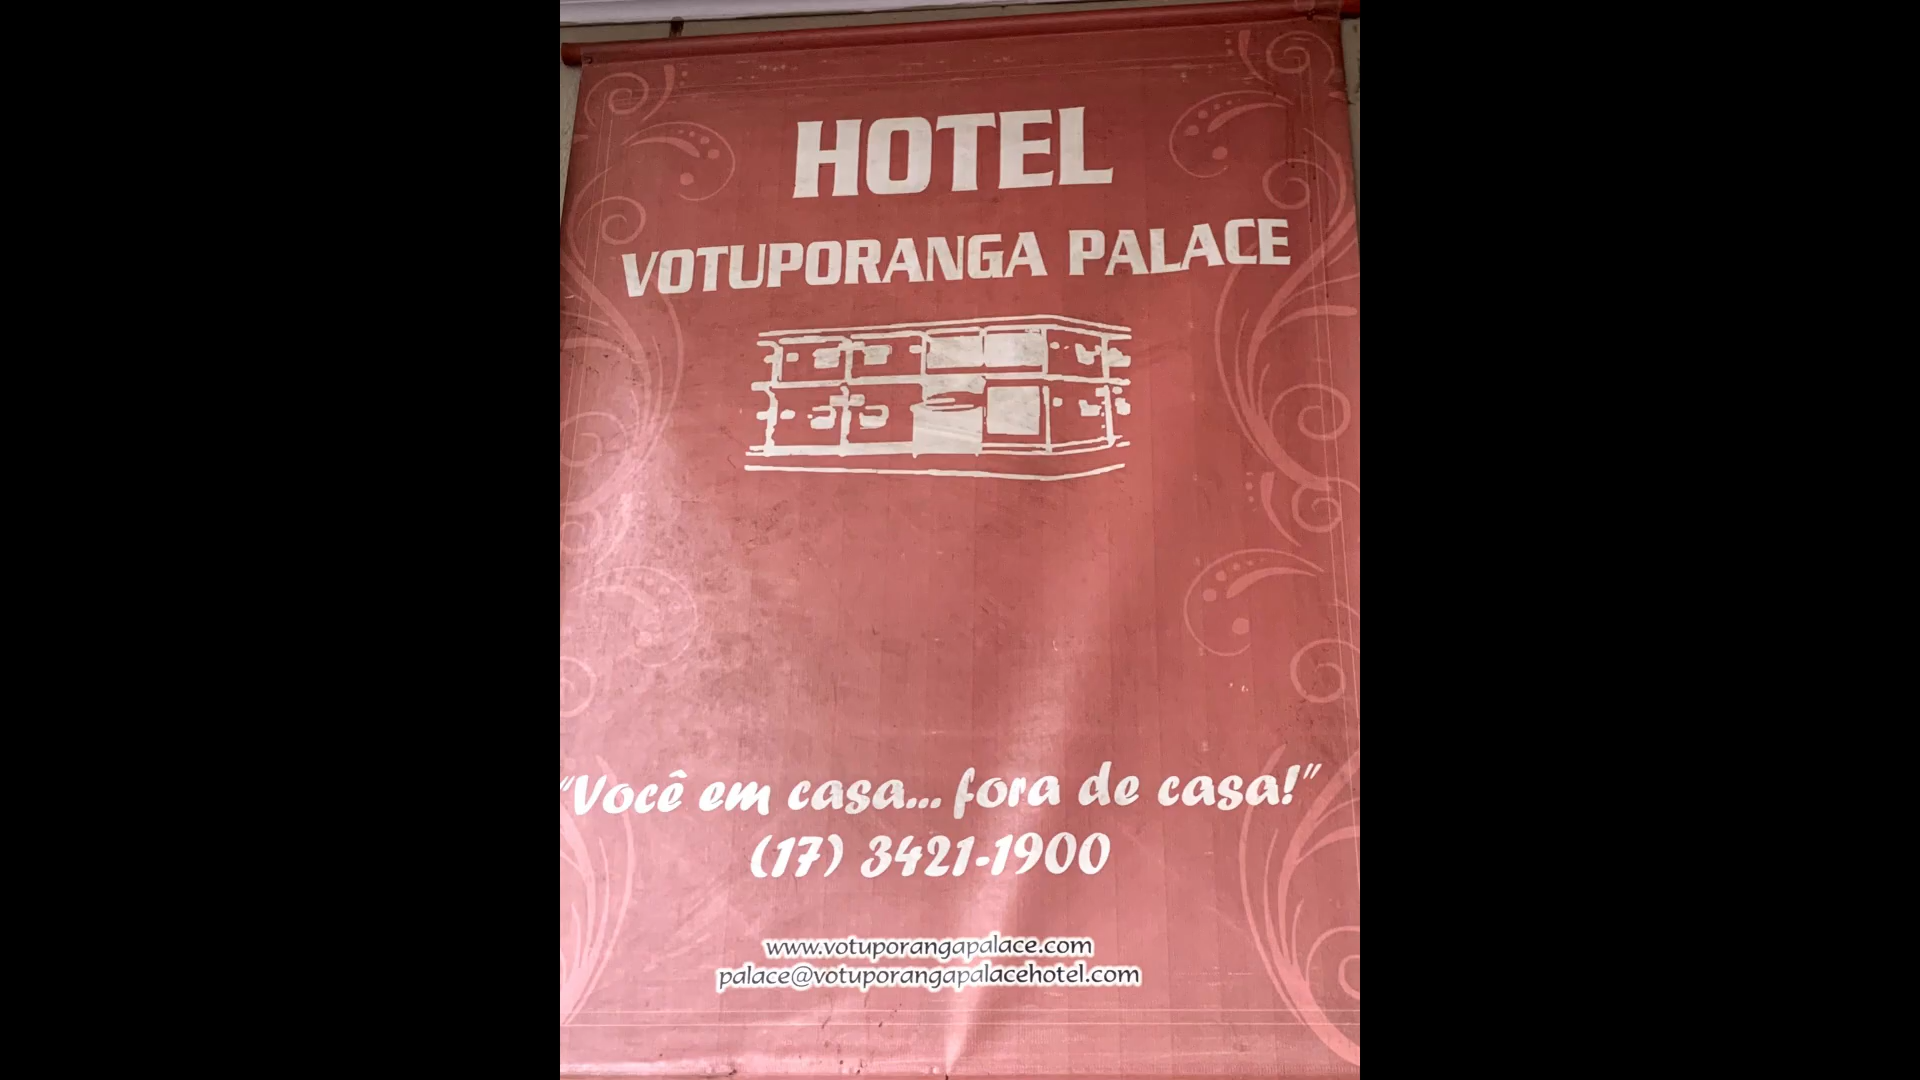 HOTEL
VOTUPORANGA PALACE
"Você em casa... fora de casa!"
(17) 3421-1900
www.votuporangapalace.com
palace@votuporangapalacehotel.com